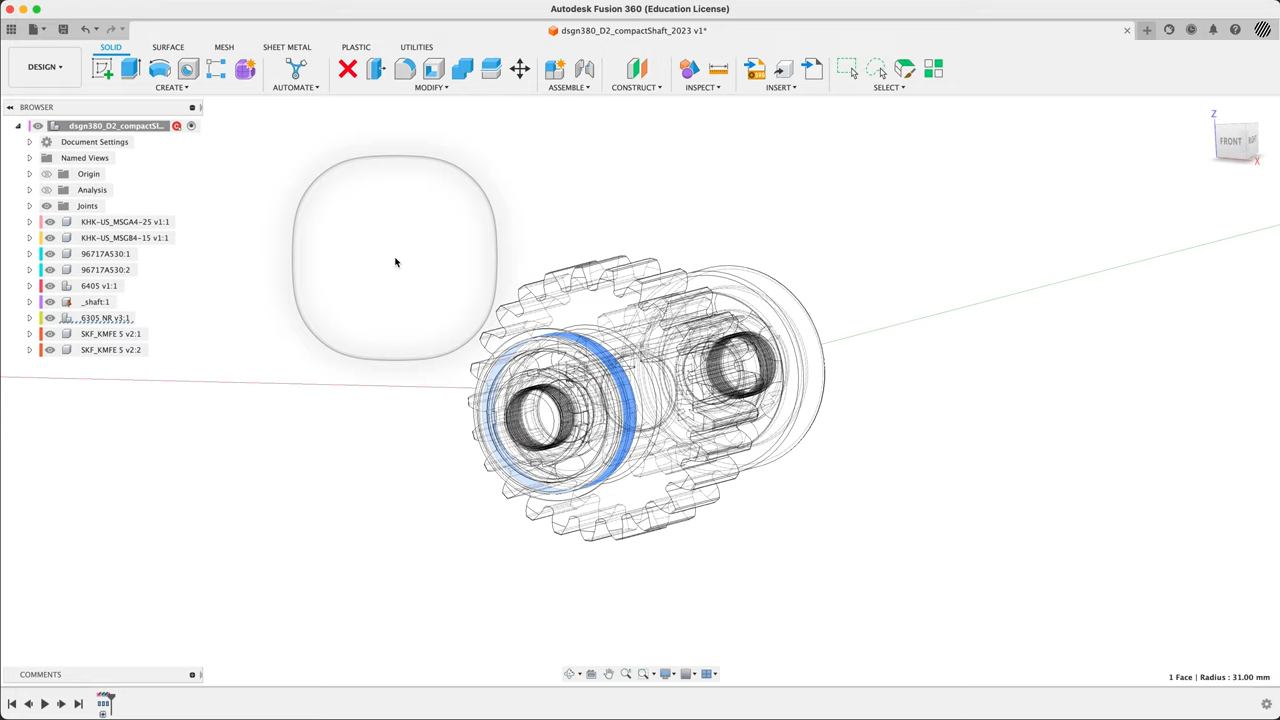 Autodesk Fusion 360 (Education License)
dsgn380_D2_compactShaft_2023 v1*
SOLID SURFACE MESH SHEET METAL PLASTIC UTILITIES
DESIGN
CREATE AUTOMATE MODIFY ASSEMBLE CONSTRUCT INSPECT INSERT SELECT
BROWSER
dsgn380_D2_compactSl...
Document Settings
Named Views
Origin
Analysis
Joints
KHK-US_MSGA4-25 v1:1
KHK-US_MSGB4-15 v1:1
96717A530:1
96717A530:2
6405 v1:1
_shaft:1
6305 NR v3:1
SKF_KMFE 5 v2:1
SKF_KMFE 5 v2:2
Z
FRONT
X
COMMENTS
1 Face | Radius : 31.00 mm